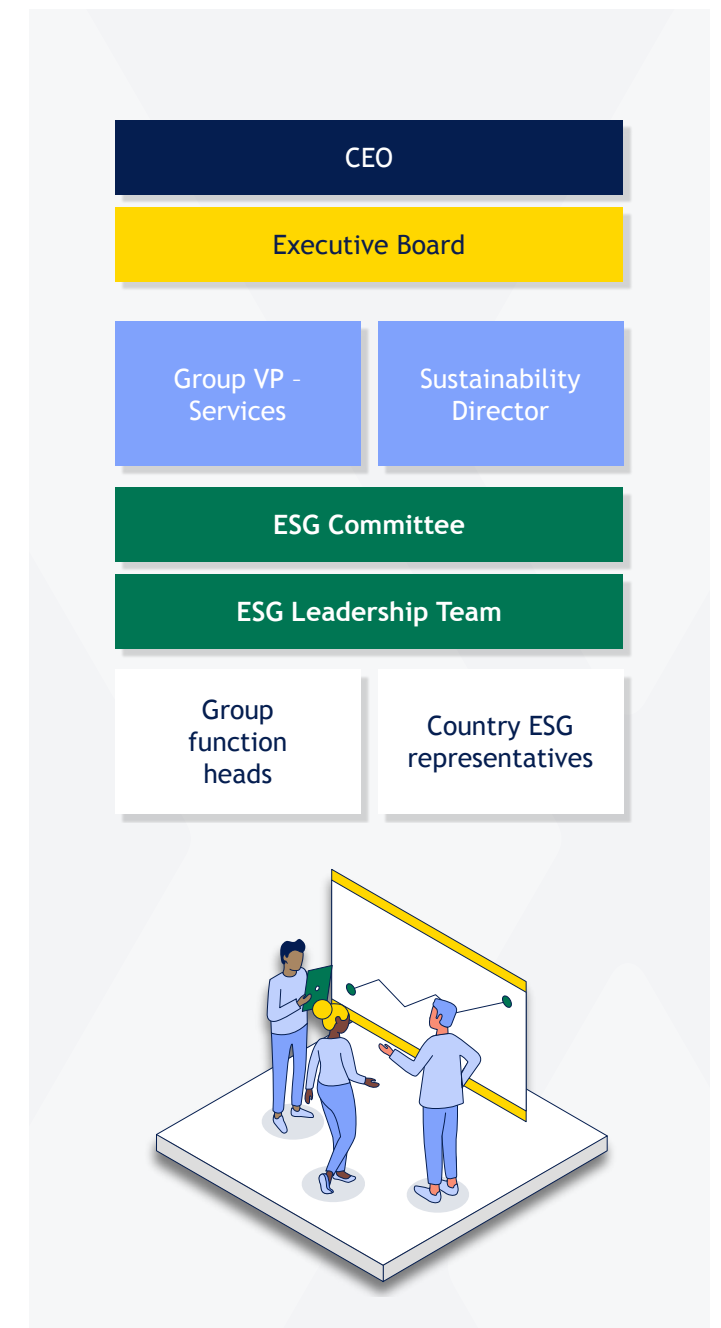 CEO
Executive Board
Group VP –
Services
Sustainability
Director
ESG Committee
ESG Leadership Team
Group
function
heads
Country ESG
representatives